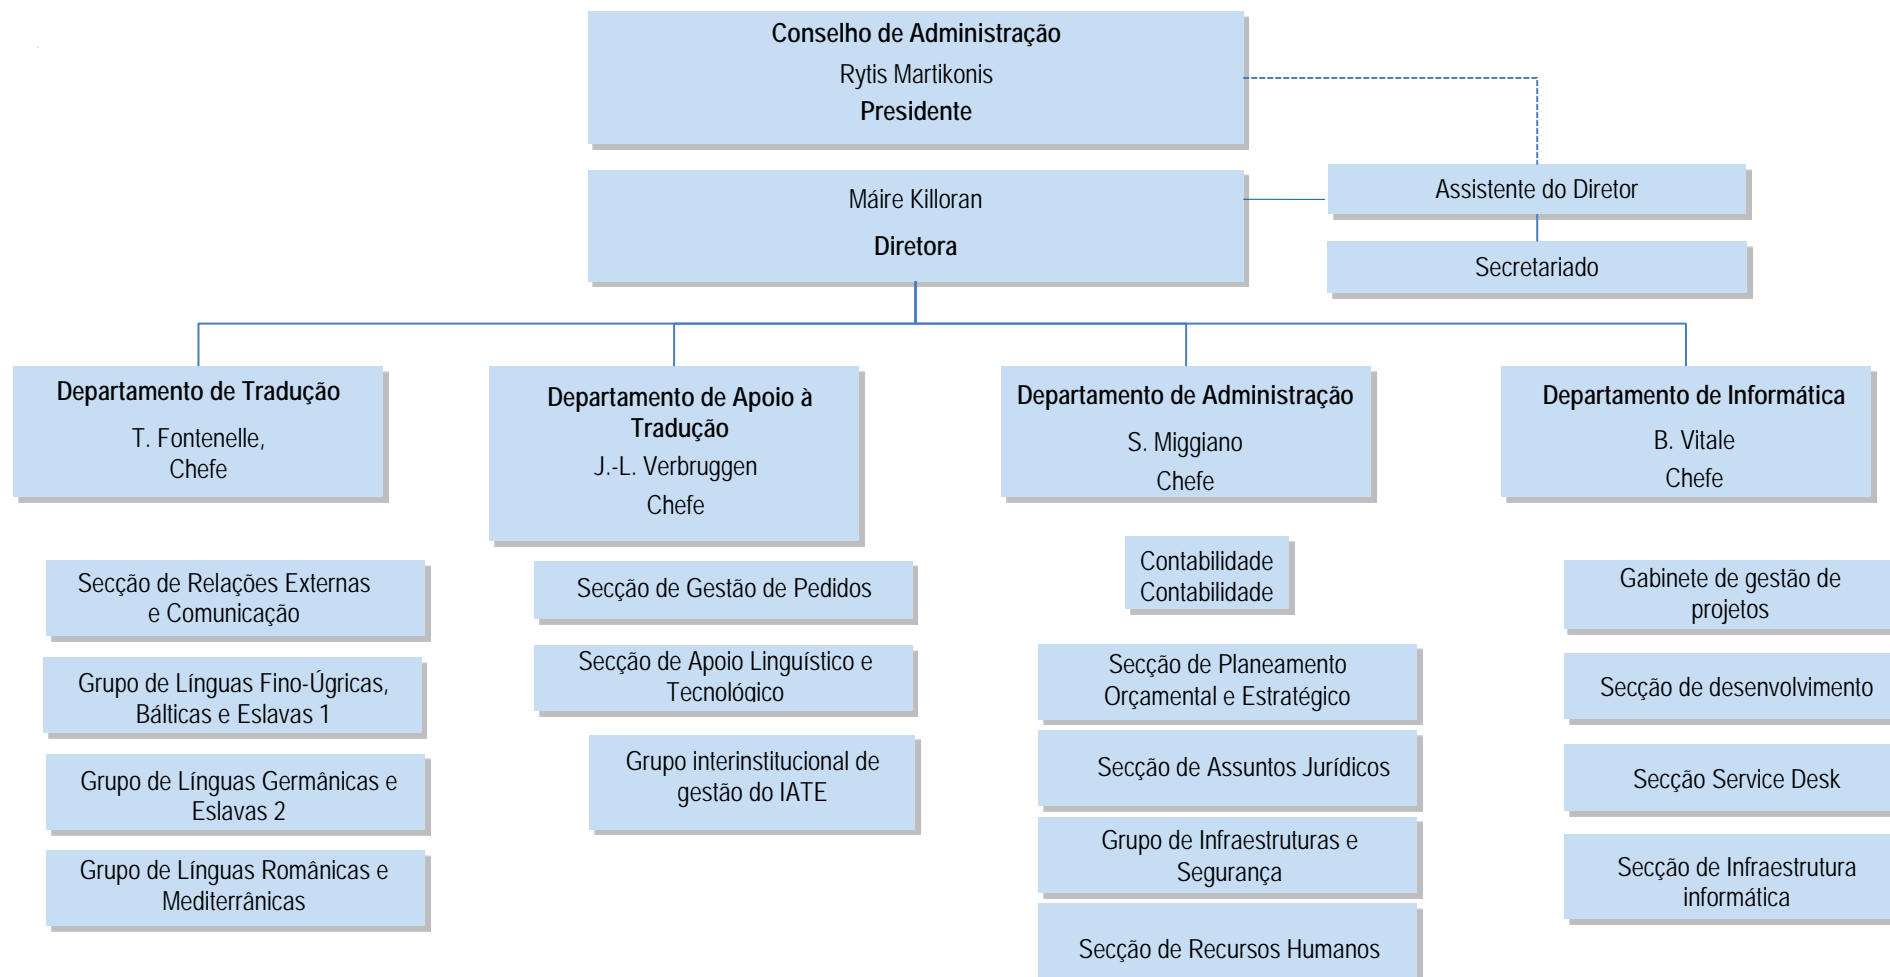 Conselho de Administração
Rytis Martikonis
Presidente
Máire Killoran
Diretora
Assistente do Diretor
Secretariado
Departamento de Tradução
T. Fontenelle,
Chefe
Secção de Relações Externas
e Comunicação
Grupo de Línguas Fino-Úgricas,
Bálticas e Eslavas 1
Grupo de Línguas Germânicas e
Eslavas 2
Grupo de Línguas Românicas e
Mediterrânicas
Departamento de Apoio à
Tradução
J.-L. Verbruggen
Chefe
Secção de Gestão de Pedidos
Secção de Apoio Linguístico e
Tecnológico
Grupo interinstitucional de
gestão do IATE
Departamento de Administração
S. Miggiano
Chefe
Contabilidade
Contabilidade
Secção de Planeamento
Orçamental e Estratégico
Secção de Assuntos Jurídicos
Grupo de Infraestruturas e
Segurança
Secção de Recursos Humanos
Departamento de Informática
B. Vitale
Chefe
Gabinete de gestão de
projetos
Secção de desenvolvimento
Secção Service Desk
Secção de Infraestrutura
informática